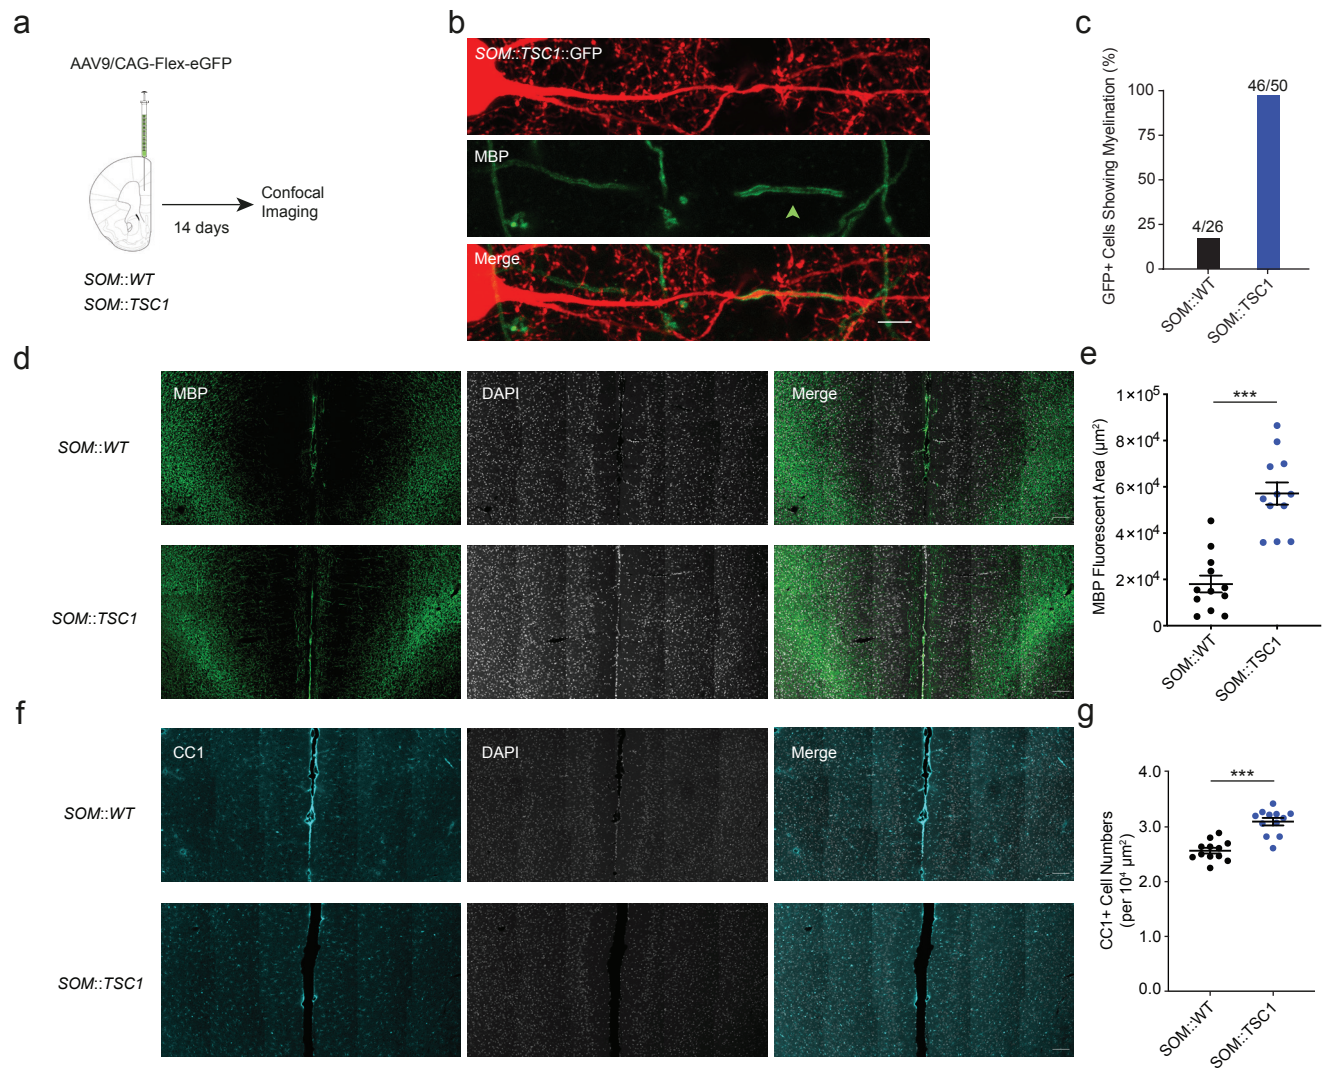 a
AAV9/CAG-Flex-eGFP
14 days
Confocal
Imaging
SOM::WT
SOM::TSC1
b
SOM::TSC1::GFP
MBP
Merge
c
GFP+ Cells Showing Myelination (%)
100
75
50
25
0
4/26
46/50
SOM::WT
SOM::TSC1
d
MBP
DAPI
Merge
SOM::WT
SOM::TSC1
e
MBP Fluorescent Area (µm²)
1×10⁵
8×10⁴
6×10⁴
4×10⁴
2×10⁴
0
***
SOM::WT
SOM::TSC1
f
CC1
DAPI
Merge
SOM::WT
SOM::TSC1
g
CC1+ Cell Numbers
(per 10⁴ µm²)
4.0
3.0
2.0
1.0
0.0
***
SOM::WT
SOM::TSC1